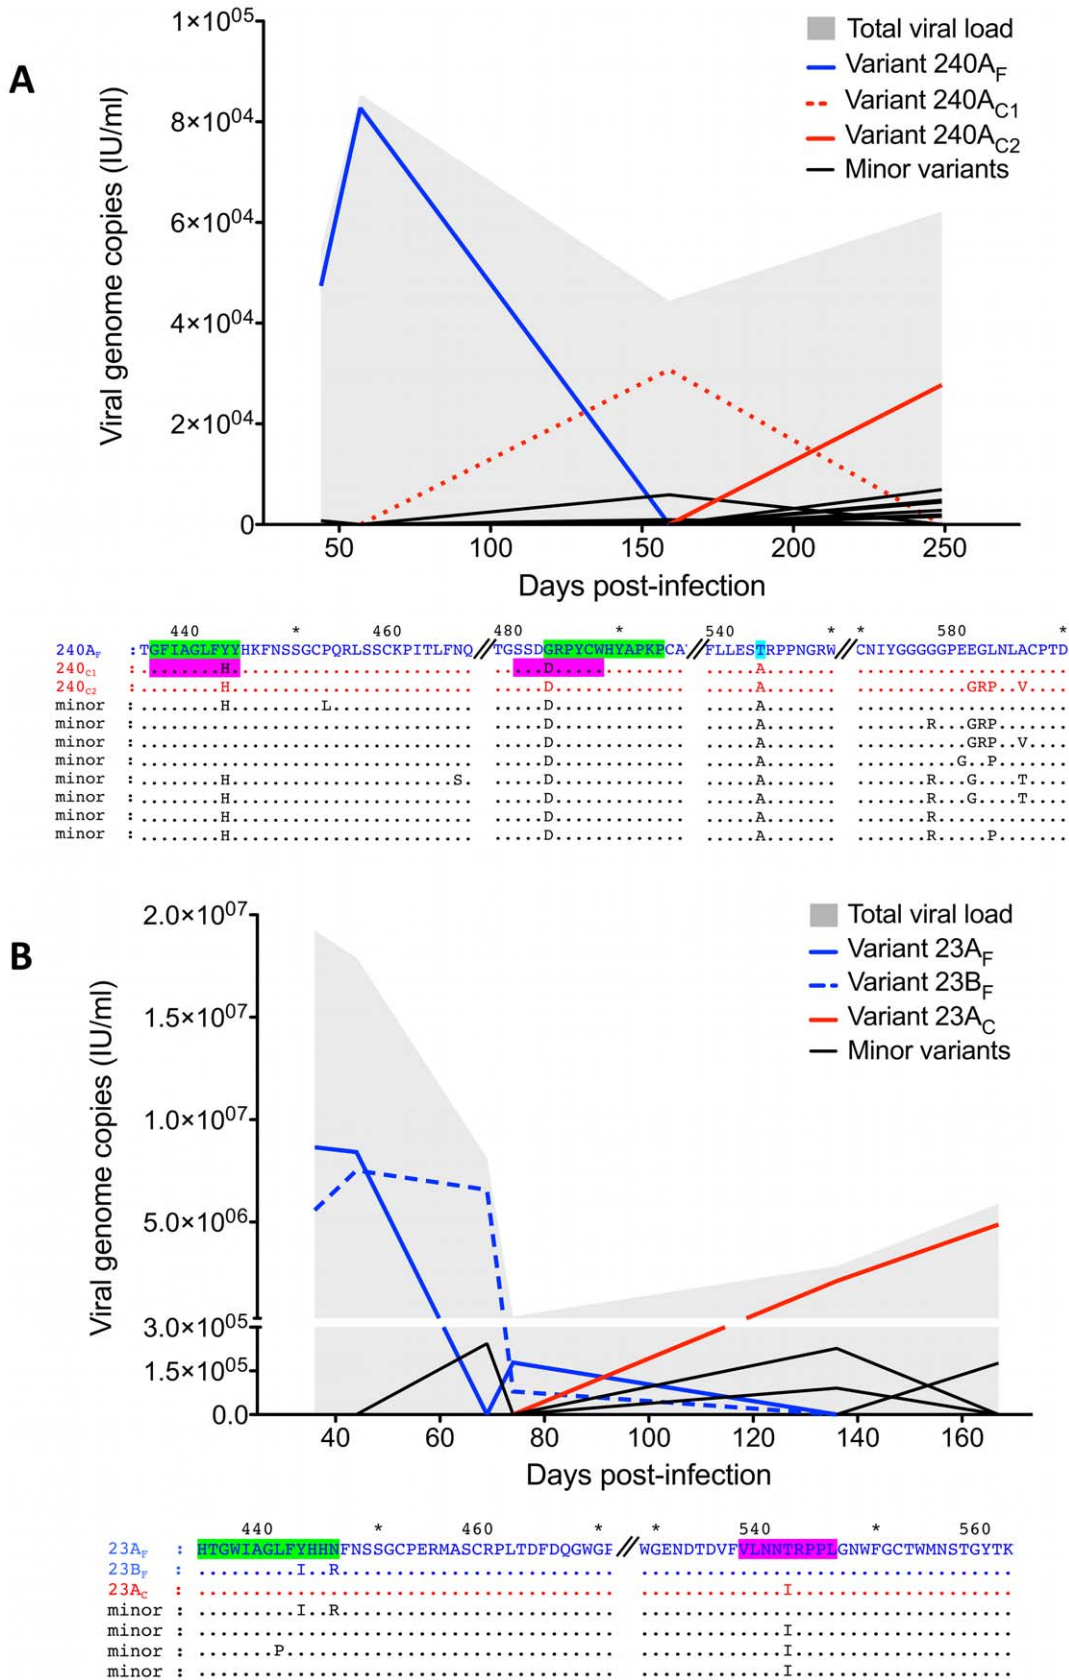 A
1×10^05
8×10^04
6×10^04
4×10^04
2×10^04
0
Viral genome copies (IU/ml)
50 100 150 200 250
Days post-infection
Total viral load
Variant 240A_F
Variant 240A_C1
Variant 240A_C2
Minor variants
440 * 460 480 * 540 * * 580 *
240A_F :TGFIAGLFYYHKFNSSGCPQRLSSCKPITLFNQ // TGSSDGRPYCWHYAPKPCA // FLLESTRPPNGRW // CNIYGGGGGPEEGLNLACPTD
240_C1 :........H........................ .....D............. .....A....... .....................
240_C2 :........H........................ .....D............. .....A....... ...........GRP..V....
minor :........H.........L.............. .....D............. .....A....... .....................
minor :................................. .....D............. .....A....... .......R...GRP.......
minor :................................. .....D............. .....A....... ...........GRP..V....
minor :................................. .....D............. .....A....... ..........G..P.......
minor :........H......................S. .....D............. .....A....... .......R...G....T....
minor :........H........................ .....D............. .....A....... .......R...G....T....
minor :........H........................ .....D............. .....A....... .......R.............
minor :........H........................ .....D............. .....A....... .......R.....P.......
B
2.0×10^07
1.5×10^07
1.0×10^07
5.0×10^06
3.0×10^05
1.5×10^05
0.0
Viral genome copies (IU/ml)
40 60 80 100 120 140 160
Days post-infection
Total viral load
Variant 23A_F
Variant 23B_F
Variant 23A_C
Minor variants
440 * 460 * * 540 * 560
23A_F : HTGWIAGLFYHHNFNSSGCPERMASCRPLTDFDQGWGP // WGENDTDVFVLNNTRPPLGNWFGCTWMNSTGYTK
23B_F : .........I..R......................... ..................................
23A_C : ...................................... .............I....................
minor : .........I..R......................... ..................................
minor : ...................................... .............I....................
minor : .......P.............................. .............I....................
minor : ...................................... .............I....................